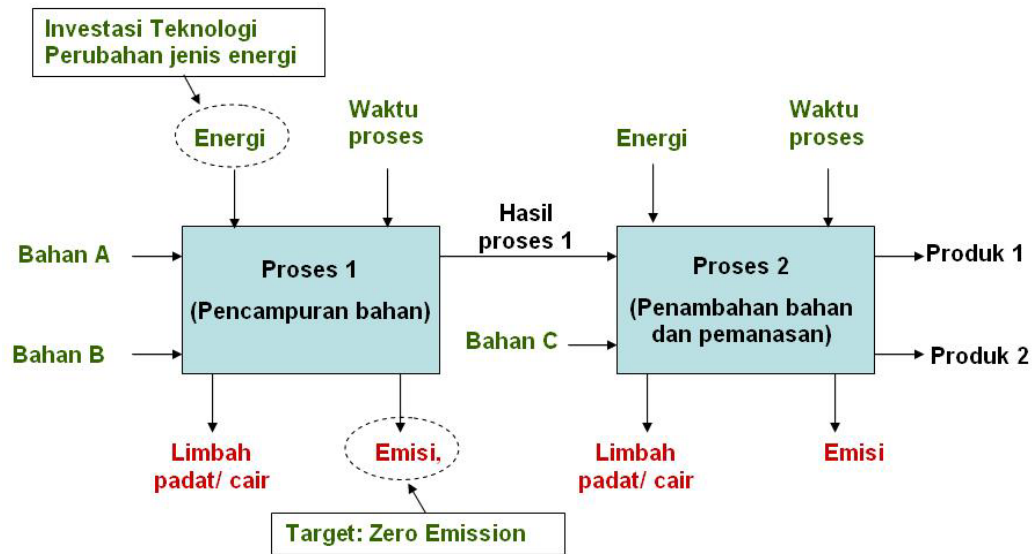 Investasi Teknologi
Perubahan jenis energi
Energi
Waktu
proses
Energi
Waktu
proses
Bahan A
Bahan B
Proses 1
(Pencampuran bahan)
Hasil
proses 1
Bahan C
Proses 2
(Penambahan bahan
dan pemanasan)
Produk 1
Produk 2
Limbah
padat/ cair
Emisi,
Limbah
padat/ cair
Emisi
Target: Zero Emission